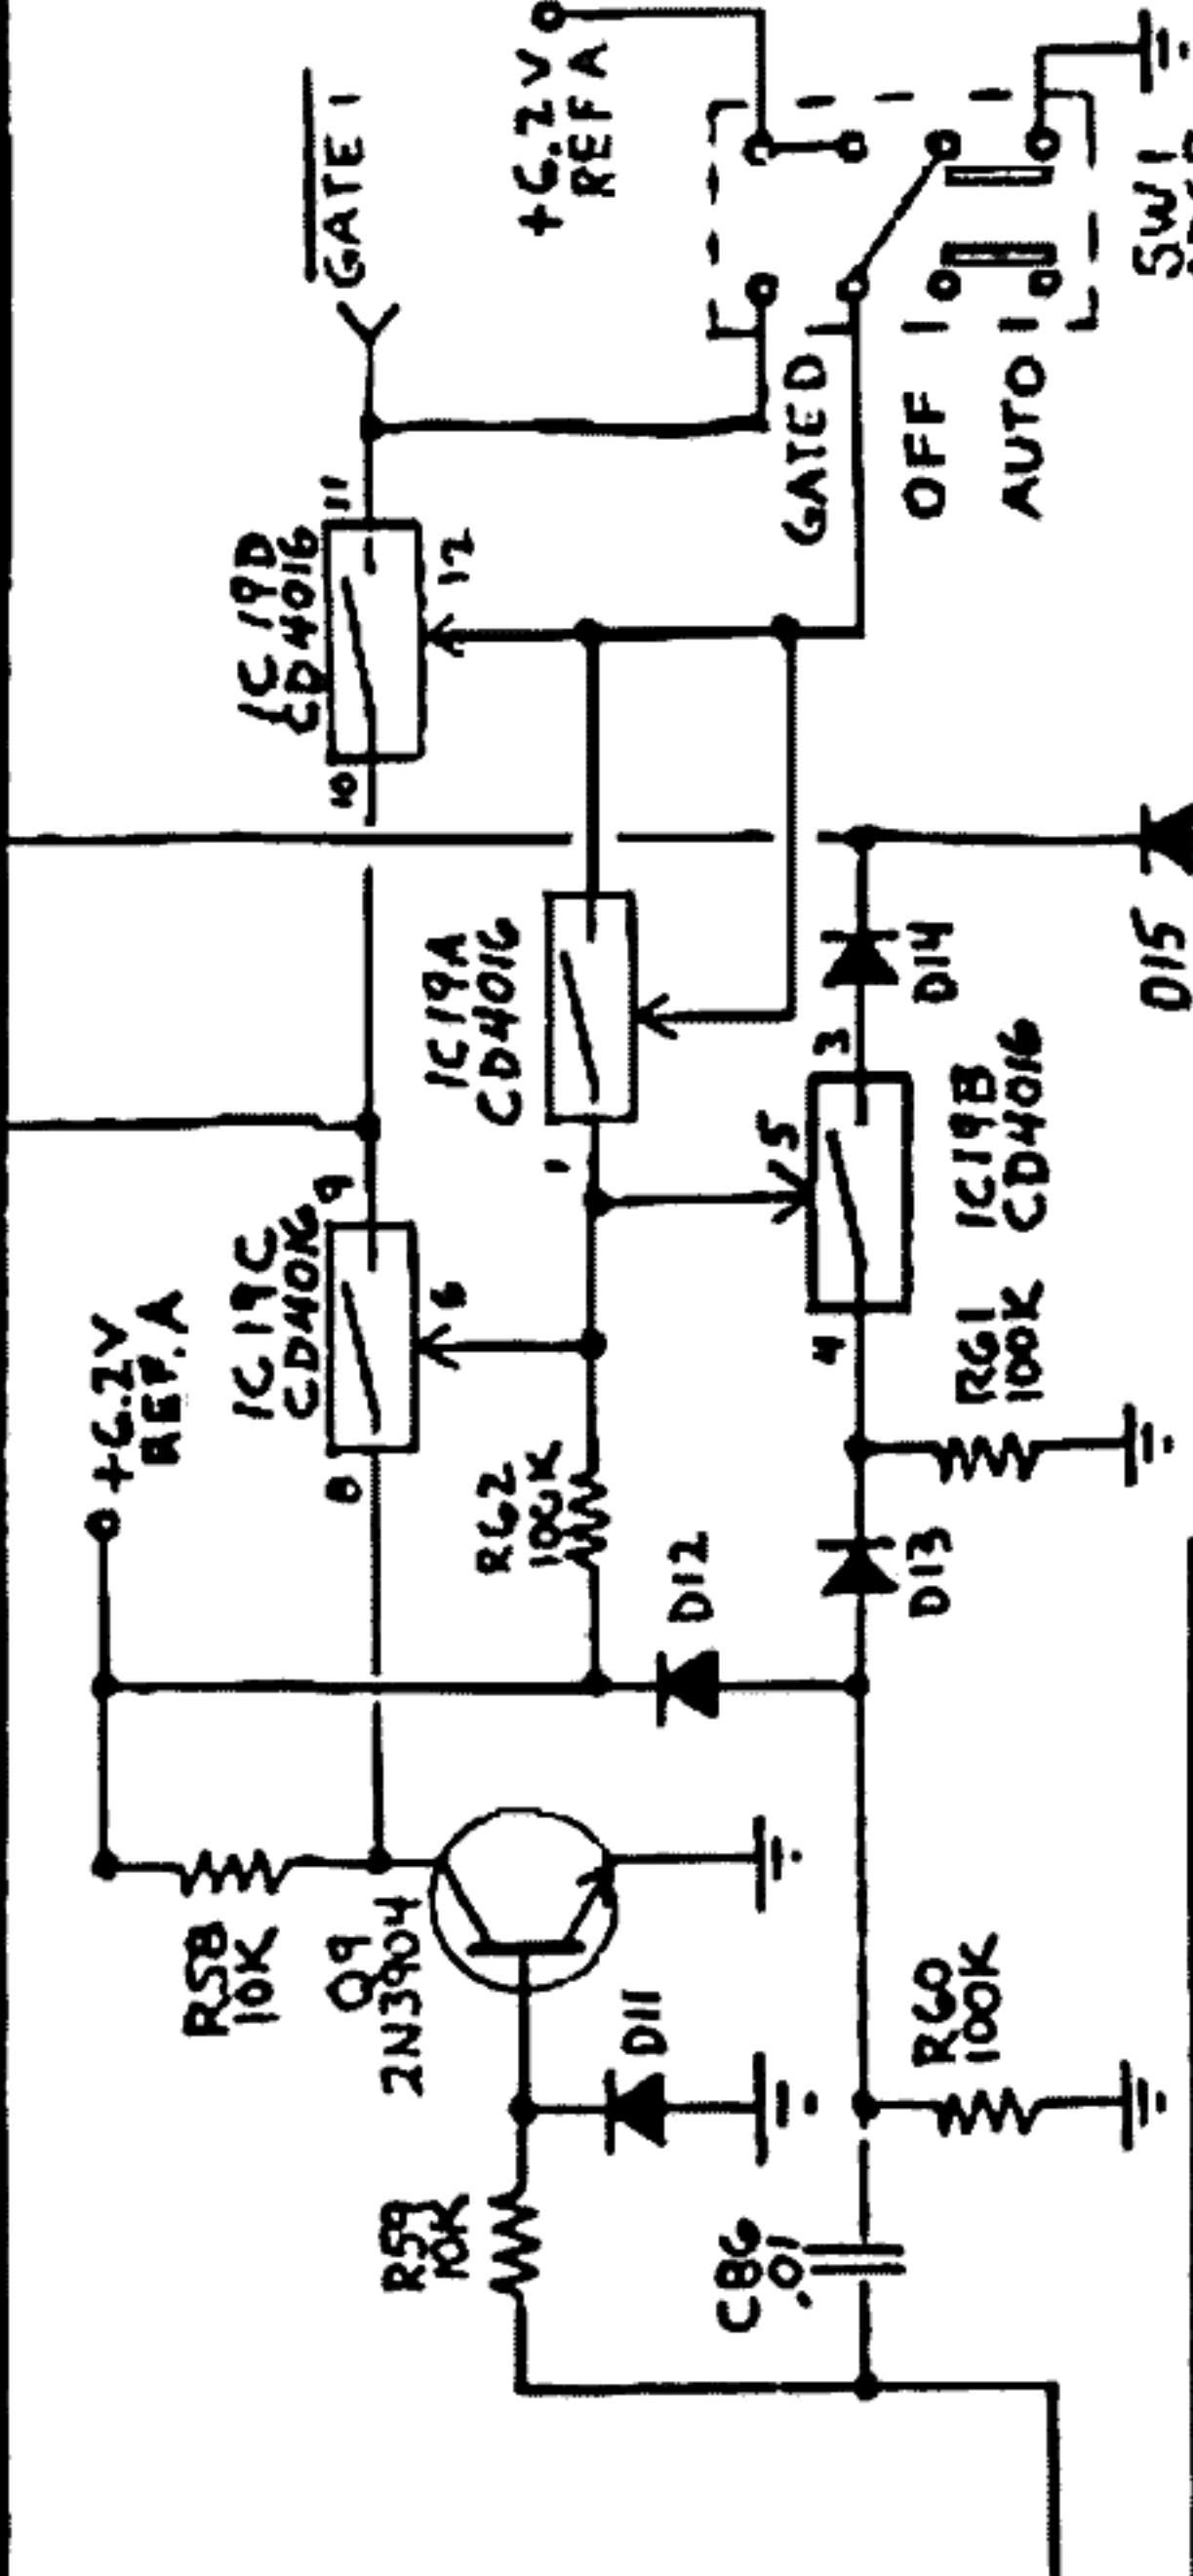 GATE 1
+6.2V
REF A
IC 19D
CD4016
11
12
10
GATED
OFF
AUTO
SW1
IC19A
CD4016
1
D14
D15
3
5
4
IC19B
CD4016
IC19C
CD4016
9
6
8
+6.2V
REF. A
R61
100K
R62
100K
D12
D13
R58
10K
Q9
2N3904
D11
R60
100K
R59
10K
C86
.01